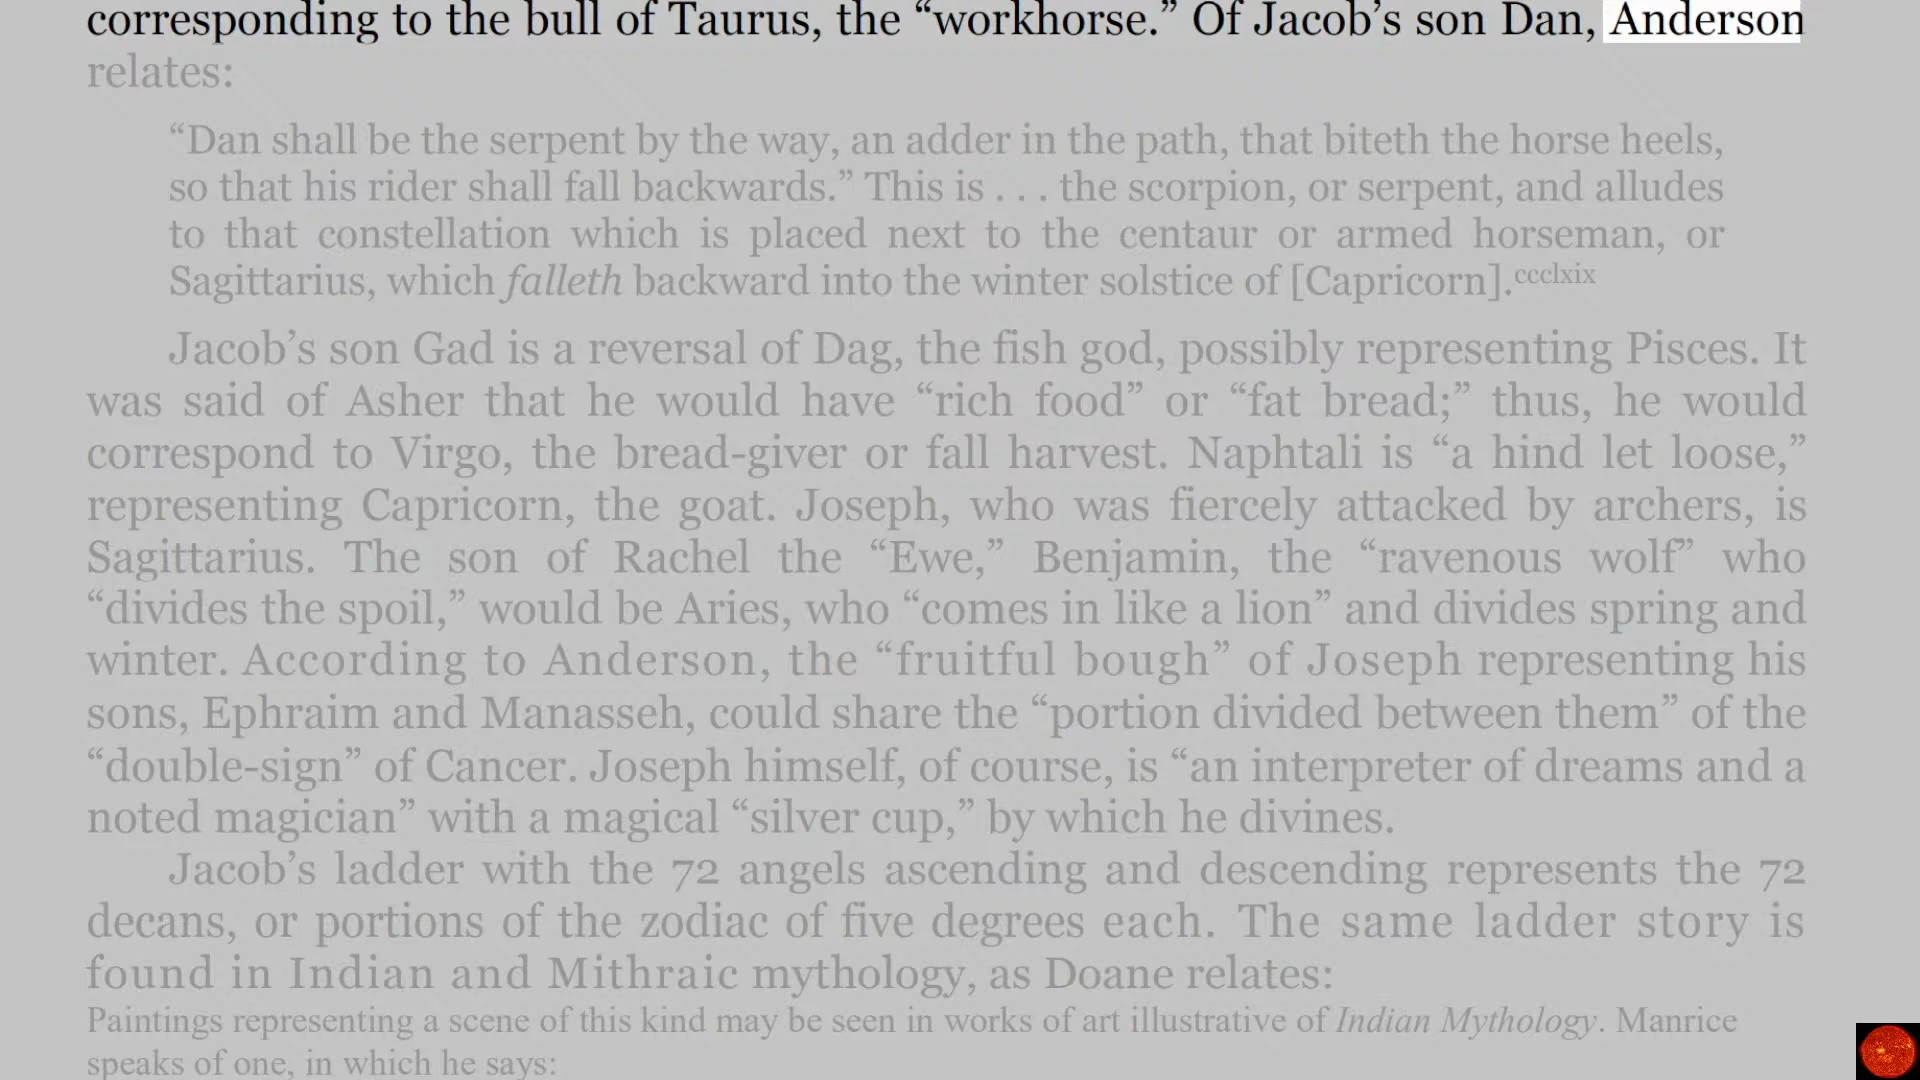 corresponding to the bull of Taurus, the “workhorse.” Of Jacob’s son Dan, Anderson
relates:
“Dan shall be the serpent by the way, an adder in the path, that biteth the horse heels,
so that his rider shall fall backwards.” This is . . . the scorpion, or serpent, and alludes
to that constellation which is placed next to the centaur or armed horseman, or
Sagittarius, which falleth backward into the winter solstice of [Capricorn].ccclxix
Jacob’s son Gad is a reversal of Dag, the fish god, possibly representing Pisces. It
was said of Asher that he would have “rich food” or “fat bread;” thus, he would
correspond to Virgo, the bread-giver or fall harvest. Naphtali is “a hind let loose,”
representing Capricorn, the goat. Joseph, who was fiercely attacked by archers, is
Sagittarius. The son of Rachel the “Ewe,” Benjamin, the “ravenous wolf” who
“divides the spoil,” would be Aries, who “comes in like a lion” and divides spring and
winter. According to Anderson, the “fruitful bough” of Joseph representing his
sons, Ephraim and Manasseh, could share the “portion divided between them” of the
“double-sign” of Cancer. Joseph himself, of course, is “an interpreter of dreams and a
noted magician” with a magical “silver cup,” by which he divines.
Jacob’s ladder with the 72 angels ascending and descending represents the 72
decans, or portions of the zodiac of five degrees each. The same ladder story is
found in Indian and Mithraic mythology, as Doane relates:
Paintings representing a scene of this kind may be seen in works of art illustrative of Indian Mythology. Manrice
speaks of one, in which he says: